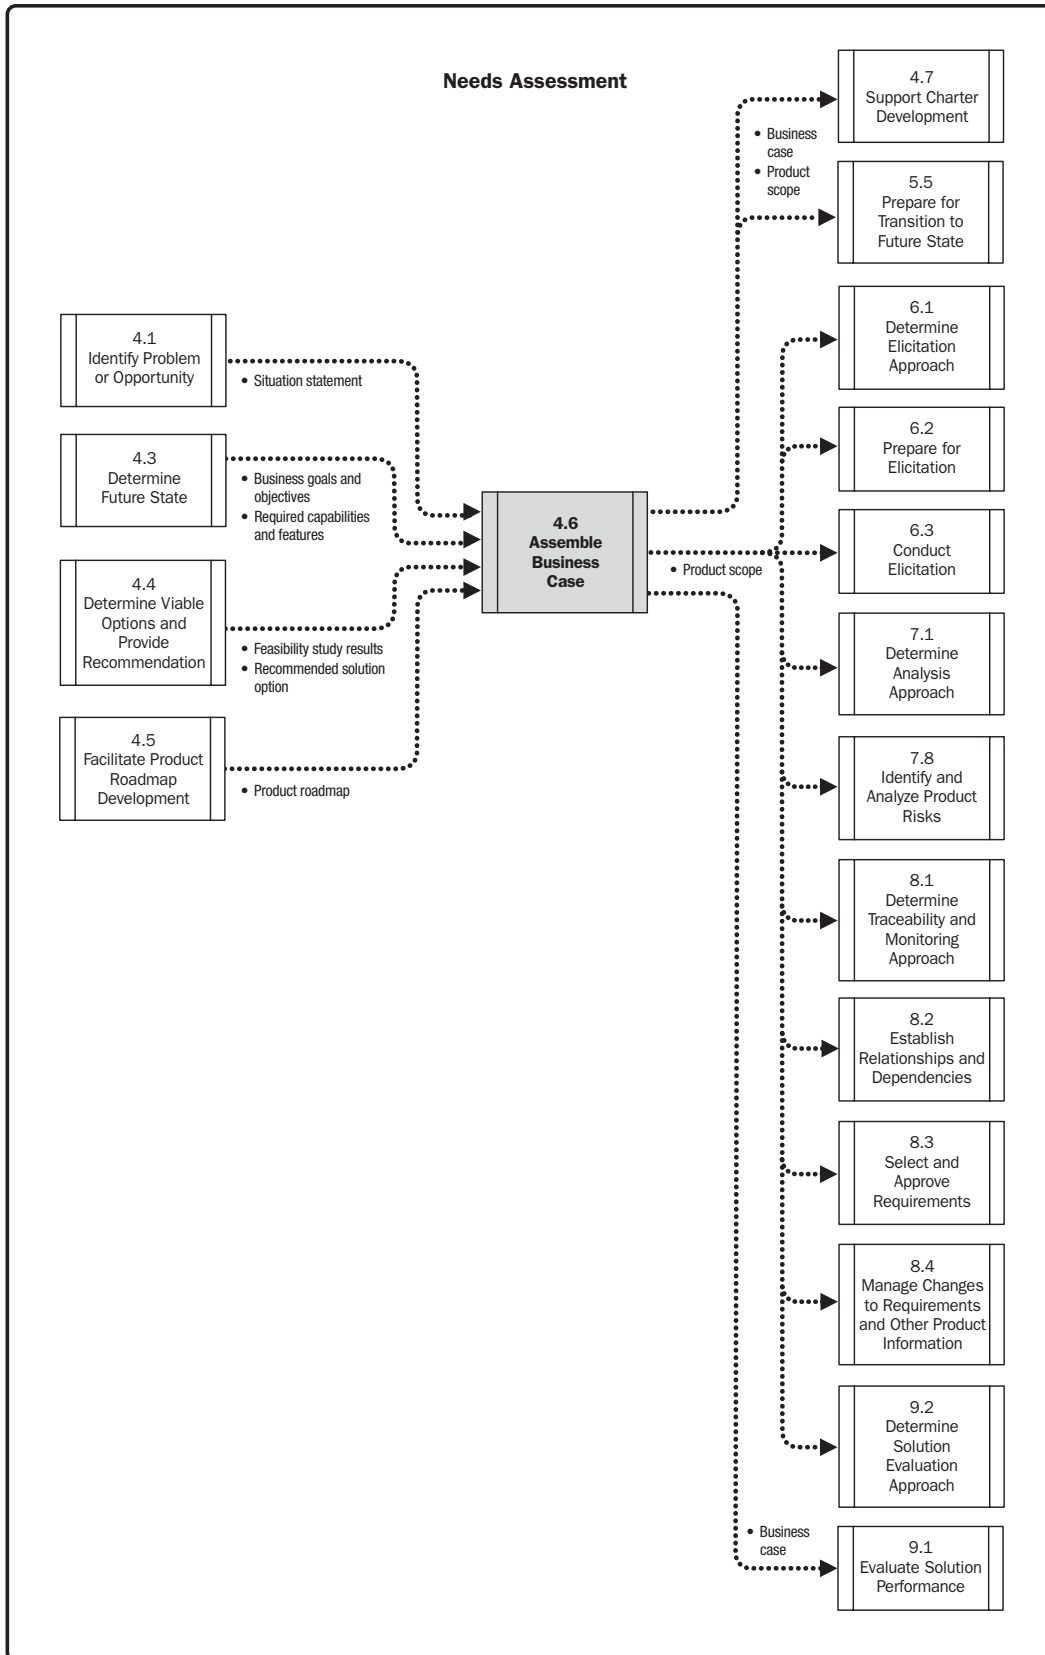 Needs Assessment
4.7
Support Charter
Development
• Business
case
• Product
scope
5.5
Prepare for
Transition to
Future State
4.1
Identify Problem
or Opportunity
• Situation statement
4.3
Determine
Future State
• Business goals and
objectives
• Required capabilities
and features
4.4
Determine Viable
Options and
Provide
Recommendation
• Feasibility study results
• Recommended solution
option
4.5
Facilitate Product
Roadmap
Development
• Product roadmap
4.6
Assemble
Business
Case
• Product scope
6.1
Determine
Elicitation
Approach
6.2
Prepare for
Elicitation
6.3
Conduct
Elicitation
7.1
Determine
Analysis
Approach
7.8
Identify and
Analyze Product
Risks
8.1
Determine
Traceability and
Monitoring
Approach
8.2
Establish
Relationships and
Dependencies
8.3
Select and
Approve
Requirements
8.4
Manage Changes
to Requirements
and Other Product
Information
9.2
Determine
Solution
Evaluation
Approach
• Business
case
9.1
Evaluate Solution
Performance